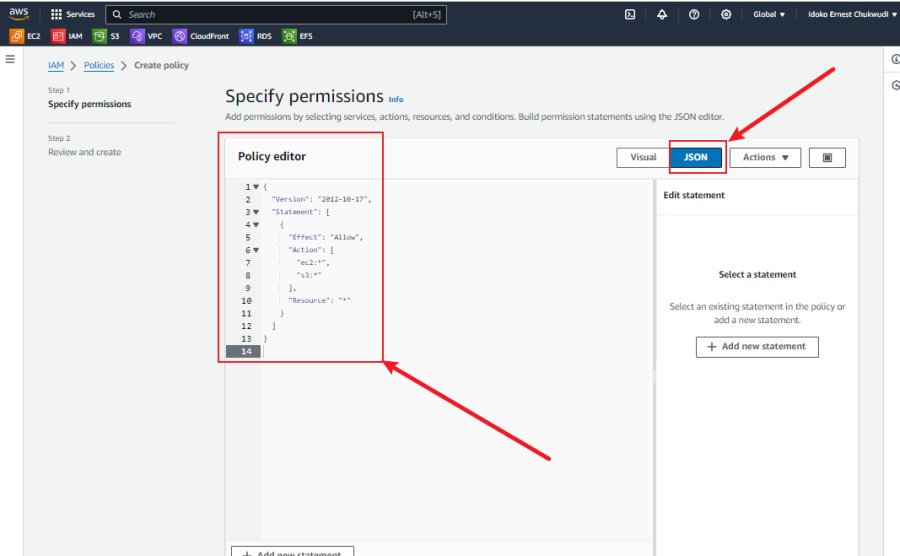 aws Services Search [Alt+S] Global Idoko Ernest Chukwudi
EC2 IAM S3 VPC CloudFront RDS EFS
IAM > Policies > Create policy
Step 1
Specify permissions
Step 2
Review and create
Specify permissions Info
Add permissions by selecting services, actions, resources, and conditions. Build permission statements using the JSON editor.
Policy editor
Visual JSON Actions
1 {
2 "Version": "2012-10-17",
3 "Statement": [
4 {
5 "Effect": "Allow",
6 "Action": [
7 "ec2:*",
8 "s3:*"
9 ],
10 "Resource": "*"
11 }
12 ]
13 }
14
Edit statement
Select a statement
Select an existing statement in the policy or
add a new statement.
+ Add new statement
+ Add new statement